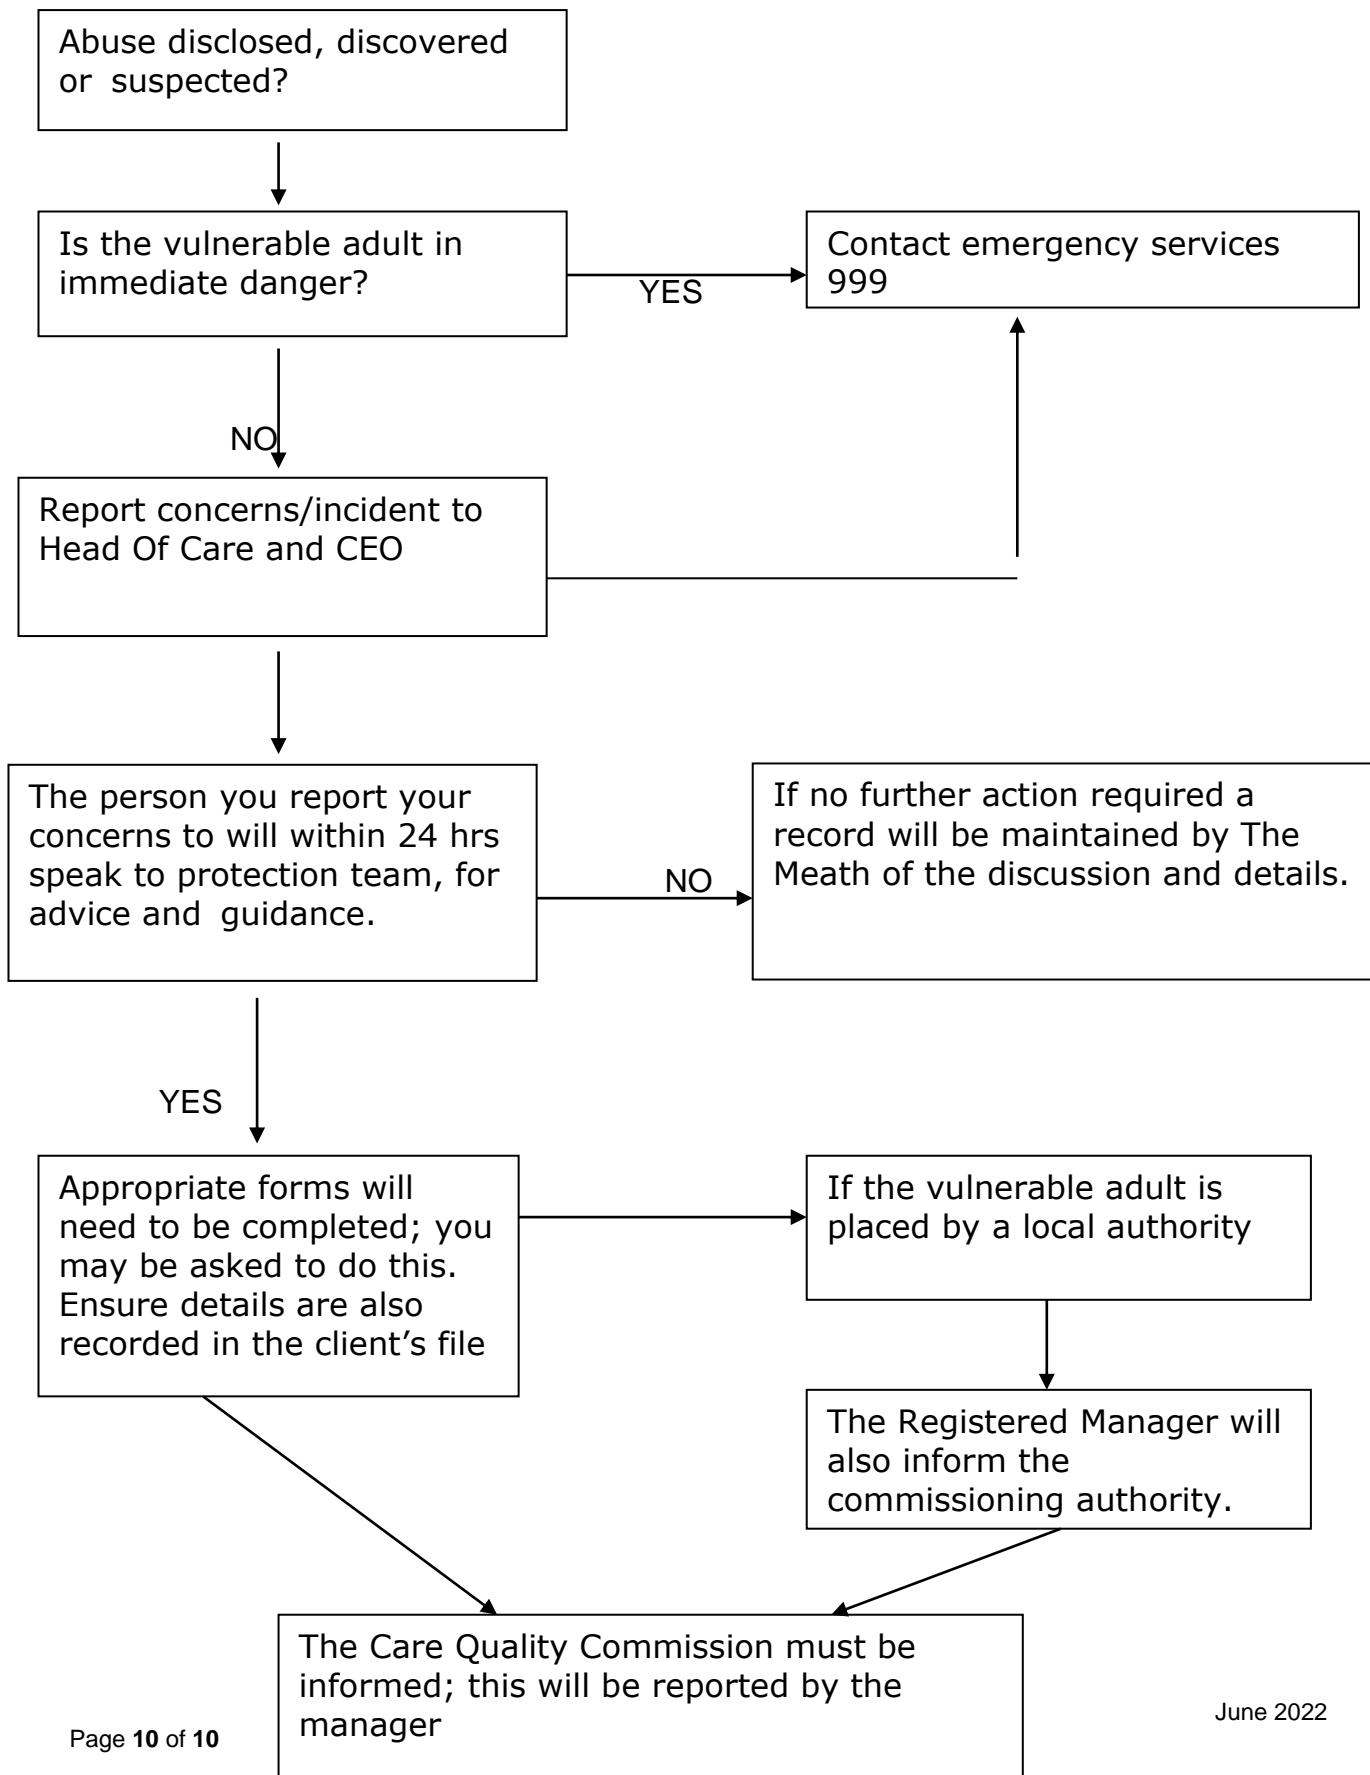 Abuse disclosed, discovered
or suspected?
Is the vulnerable adult in
immediate danger?
YES
Contact emergency services
999
NO
Report concerns/incident to
Head Of Care and CEO
The person you report your
concerns to will within 24 hrs
speak to protection team, for
advice and guidance.
NO
If no further action required a
record will be maintained by The
Meath of the discussion and details.
YES
Appropriate forms will
need to be completed; you
may be asked to do this.
Ensure details are also
recorded in the client’s file
If the vulnerable adult is
placed by a local authority
The Registered Manager will
also inform the
commissioning authority.
The Care Quality Commission must be
informed; this will be reported by the
manager
Page 10 of 10
June 2022